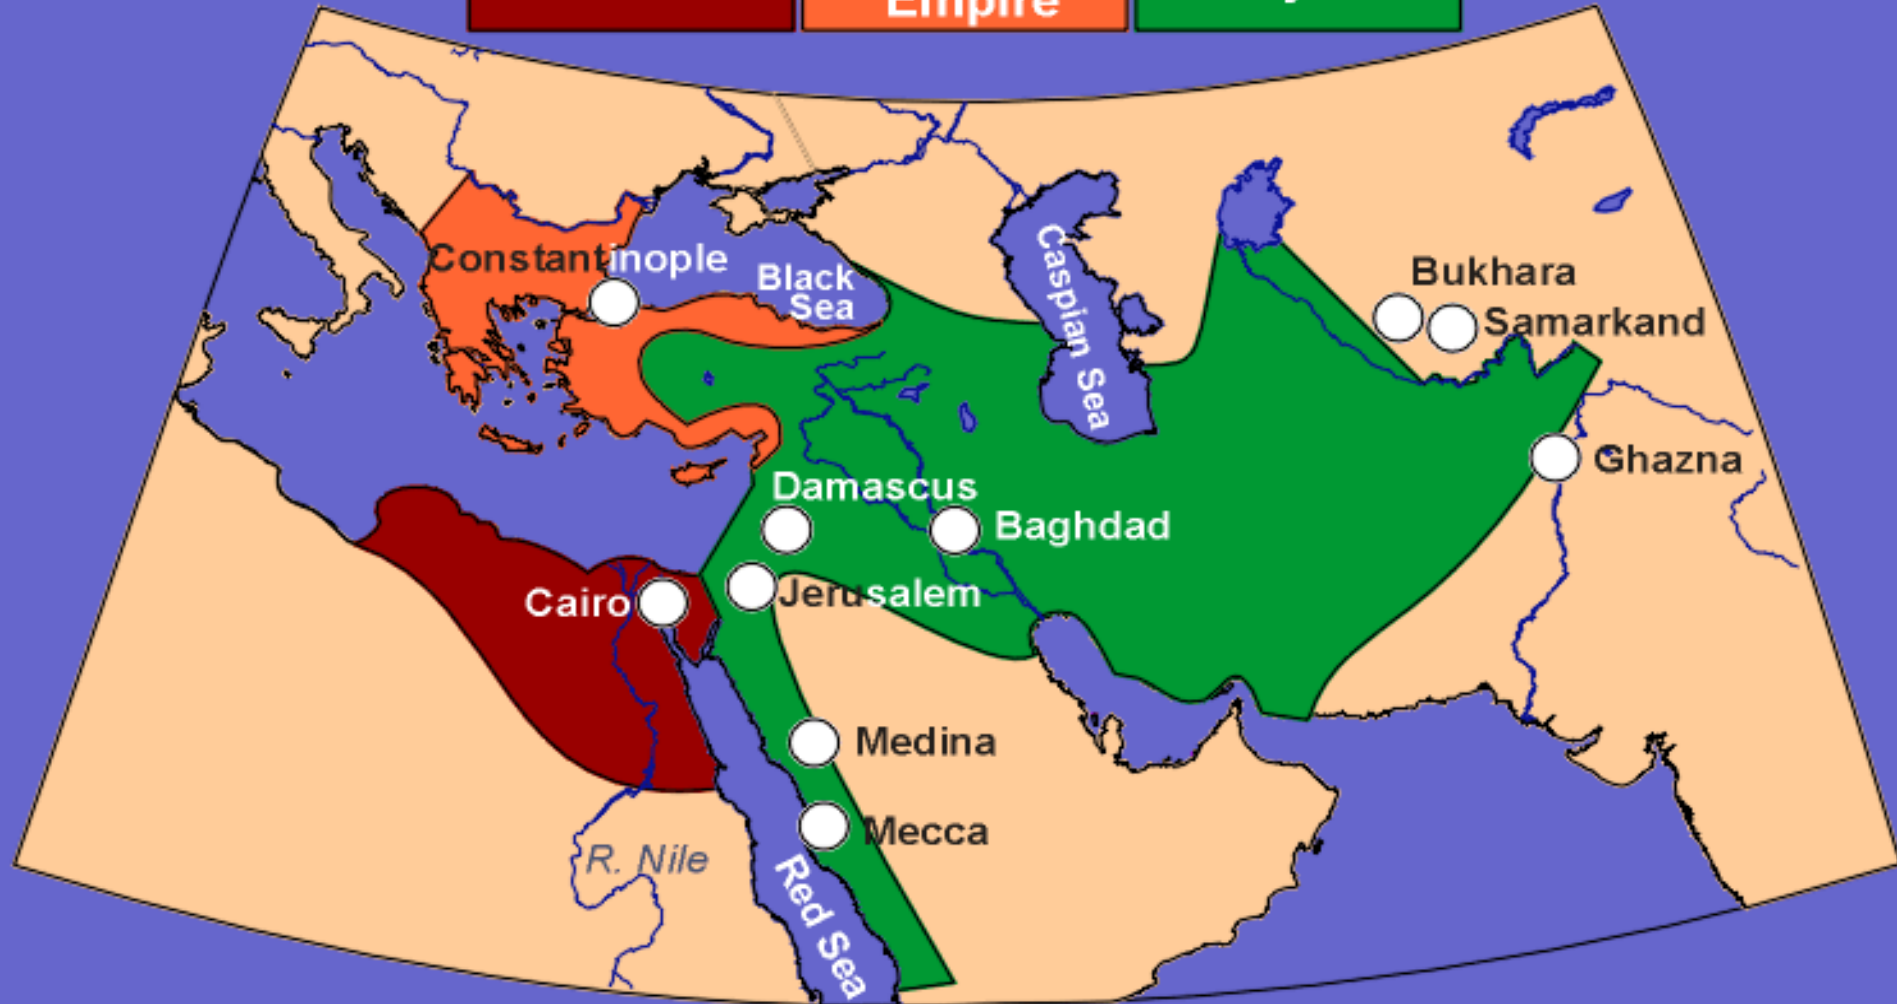 Empire
Constantinople
Black
Sea
Caspian Sea
Bukhara
Samarkand
Ghazna
Damascus
Baghdad
Cairo
Jerusalem
Medina
Mecca
R. Nile
Red Sea